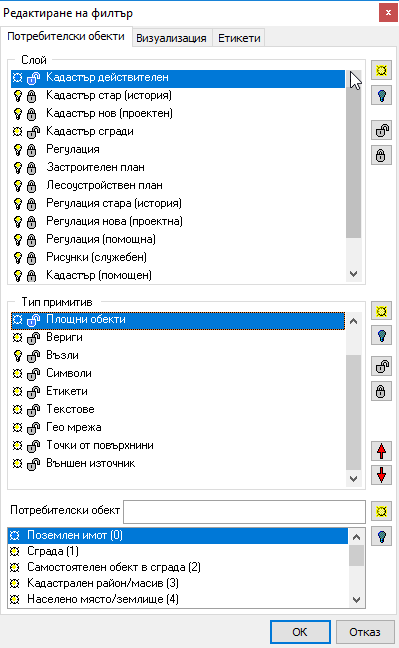 Редактиране на филтър
Потребителски обекти Визуализация Етикети
Слой
Кадастър действителен
Кадастър стар (история)
Кадастър нов (проектен)
Кадастър сгради
Регулация
Застроителен план
Лесоустройствен план
Регулация стара (история)
Регулация нова (проектна)
Регулация (помощна)
Рисунки (служебен)
Кадастър (помощен)
Тип примитив
Площни обекти
Вериги
Възли
Символи
Етикети
Текстове
Гео мрежа
Точки от повърхнини
Външен източник
Потребителски обект
Поземлен имот (0)
Сграда (1)
Самостоятелен обект в сграда (2)
Кадастрален район/масив (3)
Населено място/землище (4)
OK Отказ